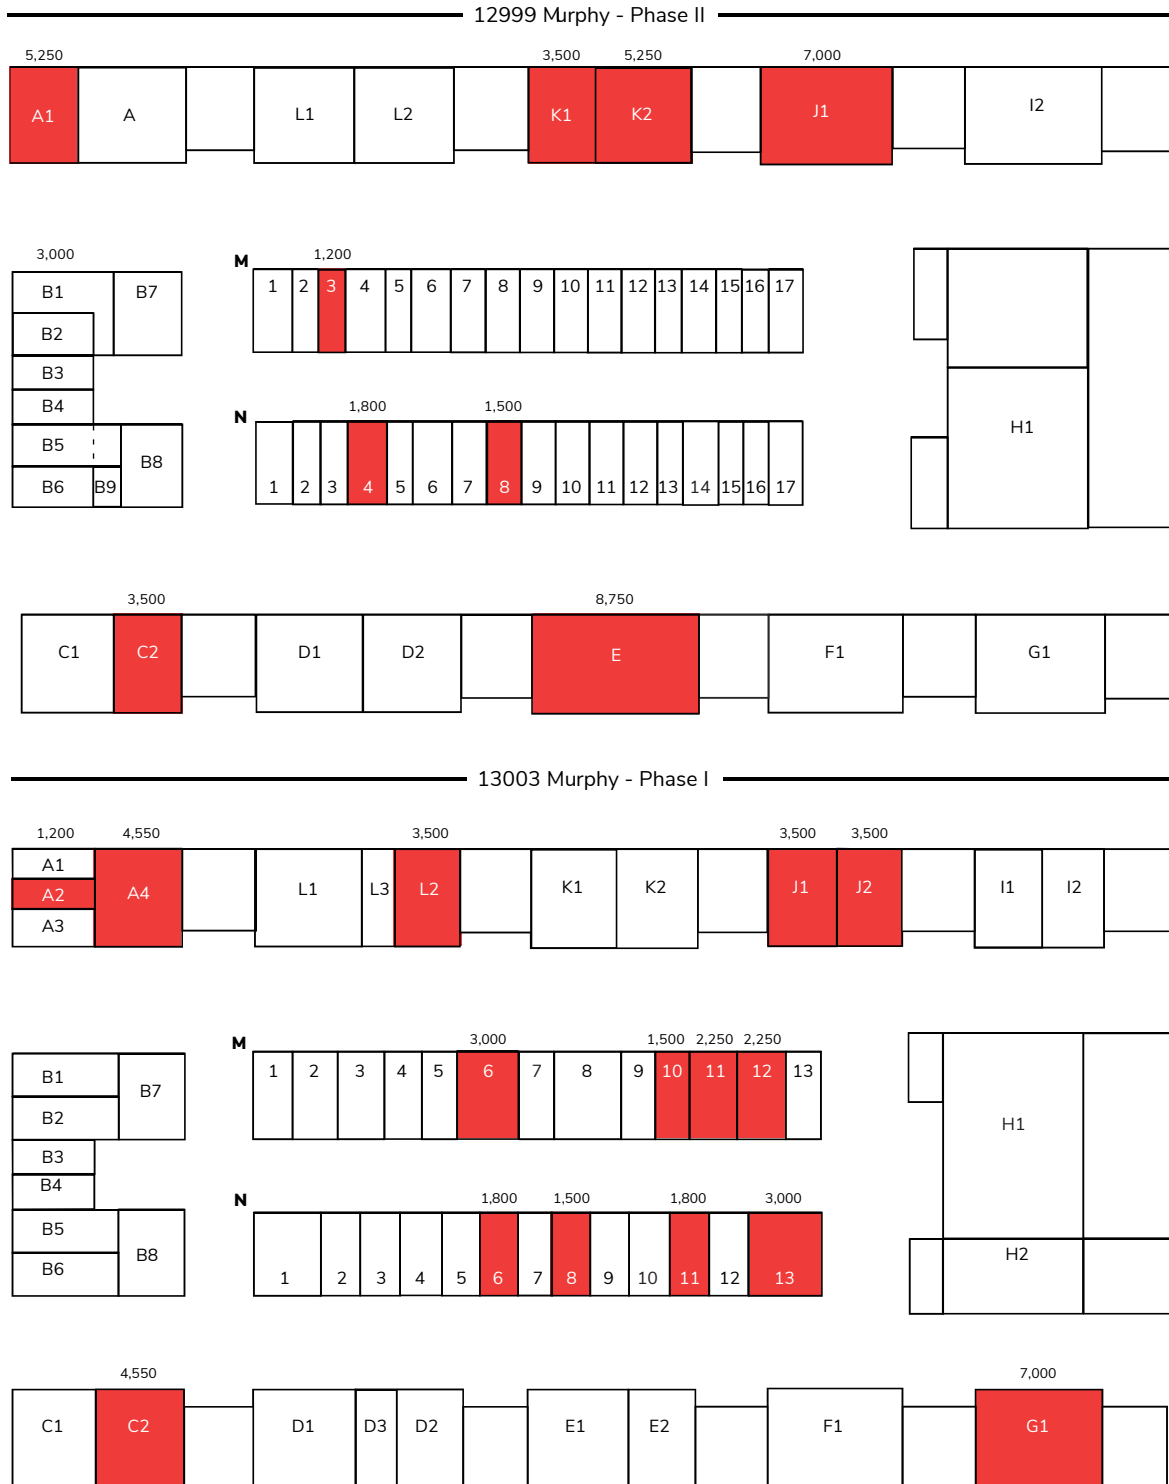 12999 Murphy - Phase II
5,250 3,500 5,250 7,000
A1 A L1 L2 K1 K2 J1 I2
3,000
B1 B7
B2
B3
B4
B5 B8
B6 B9
M 1,200
1 2 3 4 5 6 7 8 9 10 11 12 13 14 15 16 17
N 1,800 1,500
1 2 3 4 5 6 7 8 9 10 11 12 13 14 15 16 17
H1
3,500 8,750
C1 C2 D1 D2 E F1 G1
13003 Murphy - Phase I
1,200 4,550 3,500 3,500 3,500
A1
A2 A4 L1 L3 L2 K1 K2 J1 J2 I1 I2
A3
B1 B7
B2
B3
B4
B5 B8
B6
M 3,000 1,500 2,250 2,250
1 2 3 4 5 6 7 8 9 10 11 12 13
N 1,800 1,500 1,800 3,000
1 2 3 4 5 6 7 8 9 10 11 12 13
H1
H2
4,550 7,000
C1 C2 D1 D3 D2 E1 E2 F1 G1